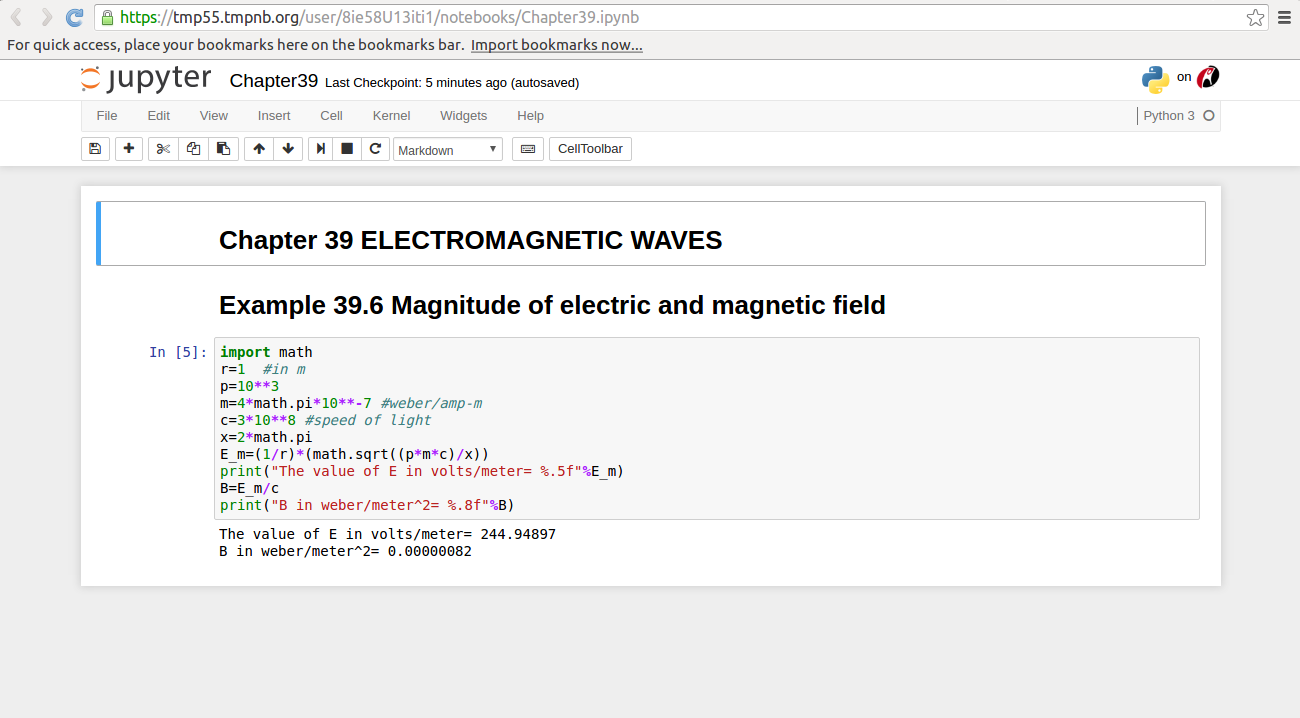 https://tmp55.tmpnb.org/user/8ie58U13iti1/notebooks/Chapter39.ipynb
For quick access, place your bookmarks here on the bookmarks bar. Import bookmarks now...
jupyter Chapter39 Last Checkpoint: 5 minutes ago (autosaved) on
File Edit View Insert Cell Kernel Widgets Help Python 3
Markdown CellToolbar
Chapter 39 ELECTROMAGNETIC WAVES
Example 39.6 Magnitude of electric and magnetic field
In [5]: import math
r=1  #in m
p=10**3
m=4*math.pi*10**-7 #weber/amp-m
c=3*10**8 #speed of light
x=2*math.pi
E_m=(1/r)*(math.sqrt((p*m*c)/x))
print("The value of E in volts/meter= %.5f"%E_m)
B=E_m/c
print("B in weber/meter^2= %.8f"%B)
The value of E in volts/meter= 244.94897
B in weber/meter^2= 0.00000082